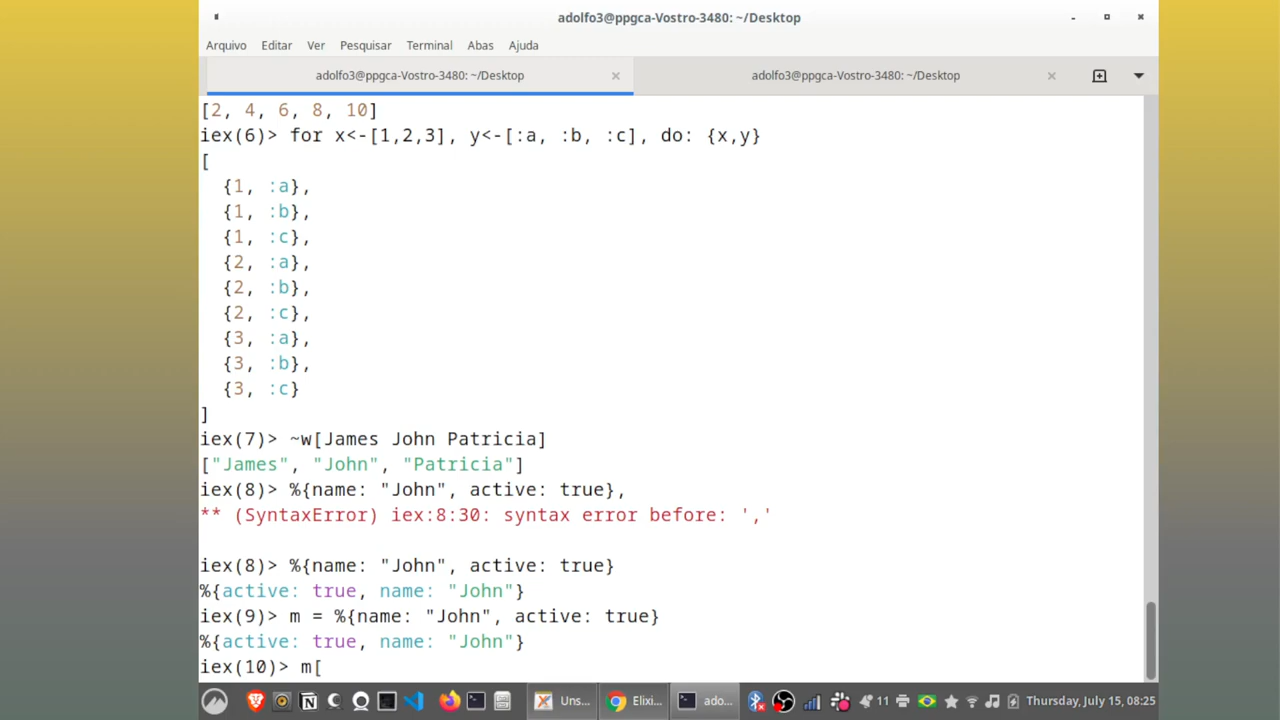 adolfo3@ppgca-Vostro-3480: ~/Desktop
Arquivo Editar Ver Pesquisar Terminal Abas Ajuda
adolfo3@ppgca-Vostro-3480: ~/Desktop adolfo3@ppgca-Vostro-3480: ~/Desktop
[2, 4, 6, 8, 10]
iex(6)> for x<-[1,2,3], y<-[:a, :b, :c], do: {x,y}
[
{1, :a},
{1, :b},
{1, :c},
{2, :a},
{2, :b},
{2, :c},
{3, :a},
{3, :b},
{3, :c}
]
iex(7)> ~w[James John Patricia]
["James", "John", "Patricia"]
iex(8)> %{name: "John", active: true},
** (SyntaxError) iex:8:30: syntax error before: ','
iex(8)> %{name: "John", active: true}
%{active: true, name: "John"}
iex(9)> m = %{name: "John", active: true}
%{active: true, name: "John"}
iex(10)> m[
Uns... Elixi... ado... 11 Thursday, July 15, 08:25